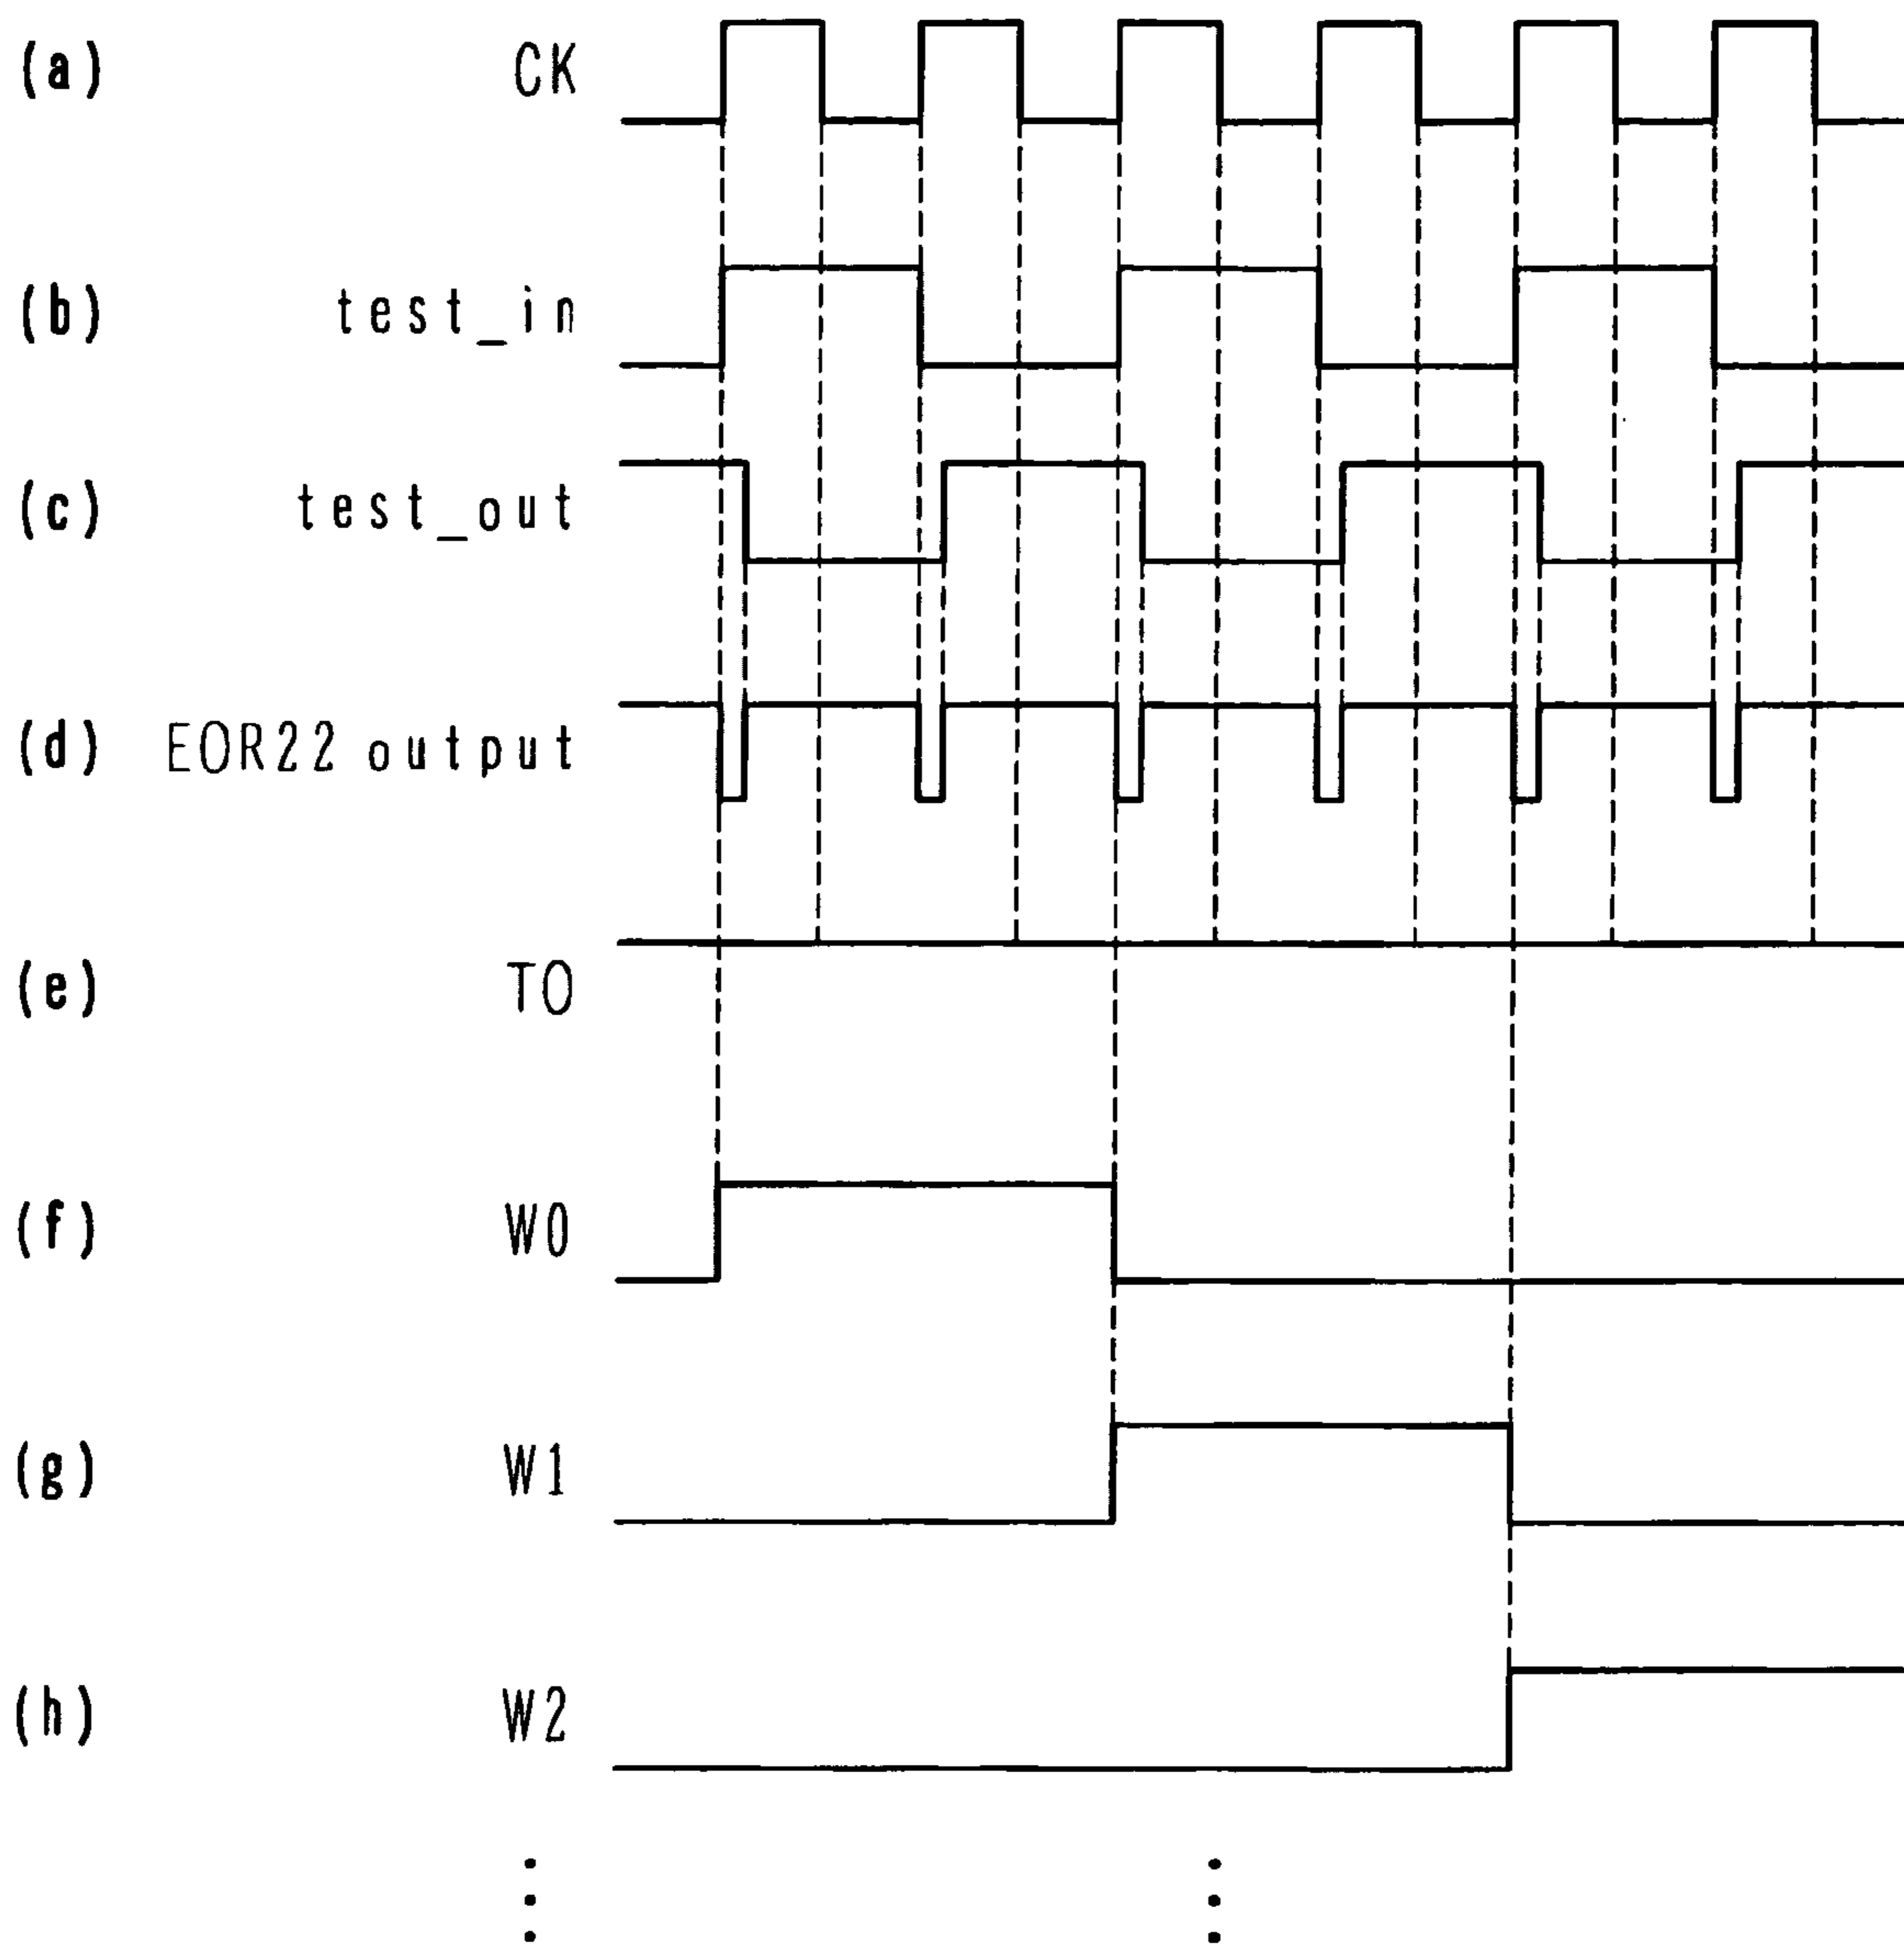 (a) CK
(b) test_in
(c) test_out
(d) EOR22 output
(e) TO
(f) W0
(g) W1
(h) W2